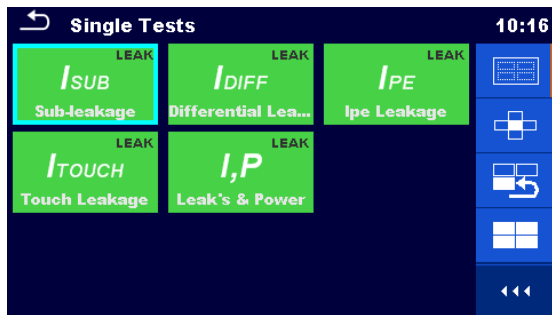 Single Tests
10:16
LEAK
ISUB
Sub-leakage
LEAK
IDIFF
Differential Lea...
LEAK
IPE
Ipe Leakage
LEAK
ITOUCH
Touch Leakage
LEAK
I,P
Leak's & Power